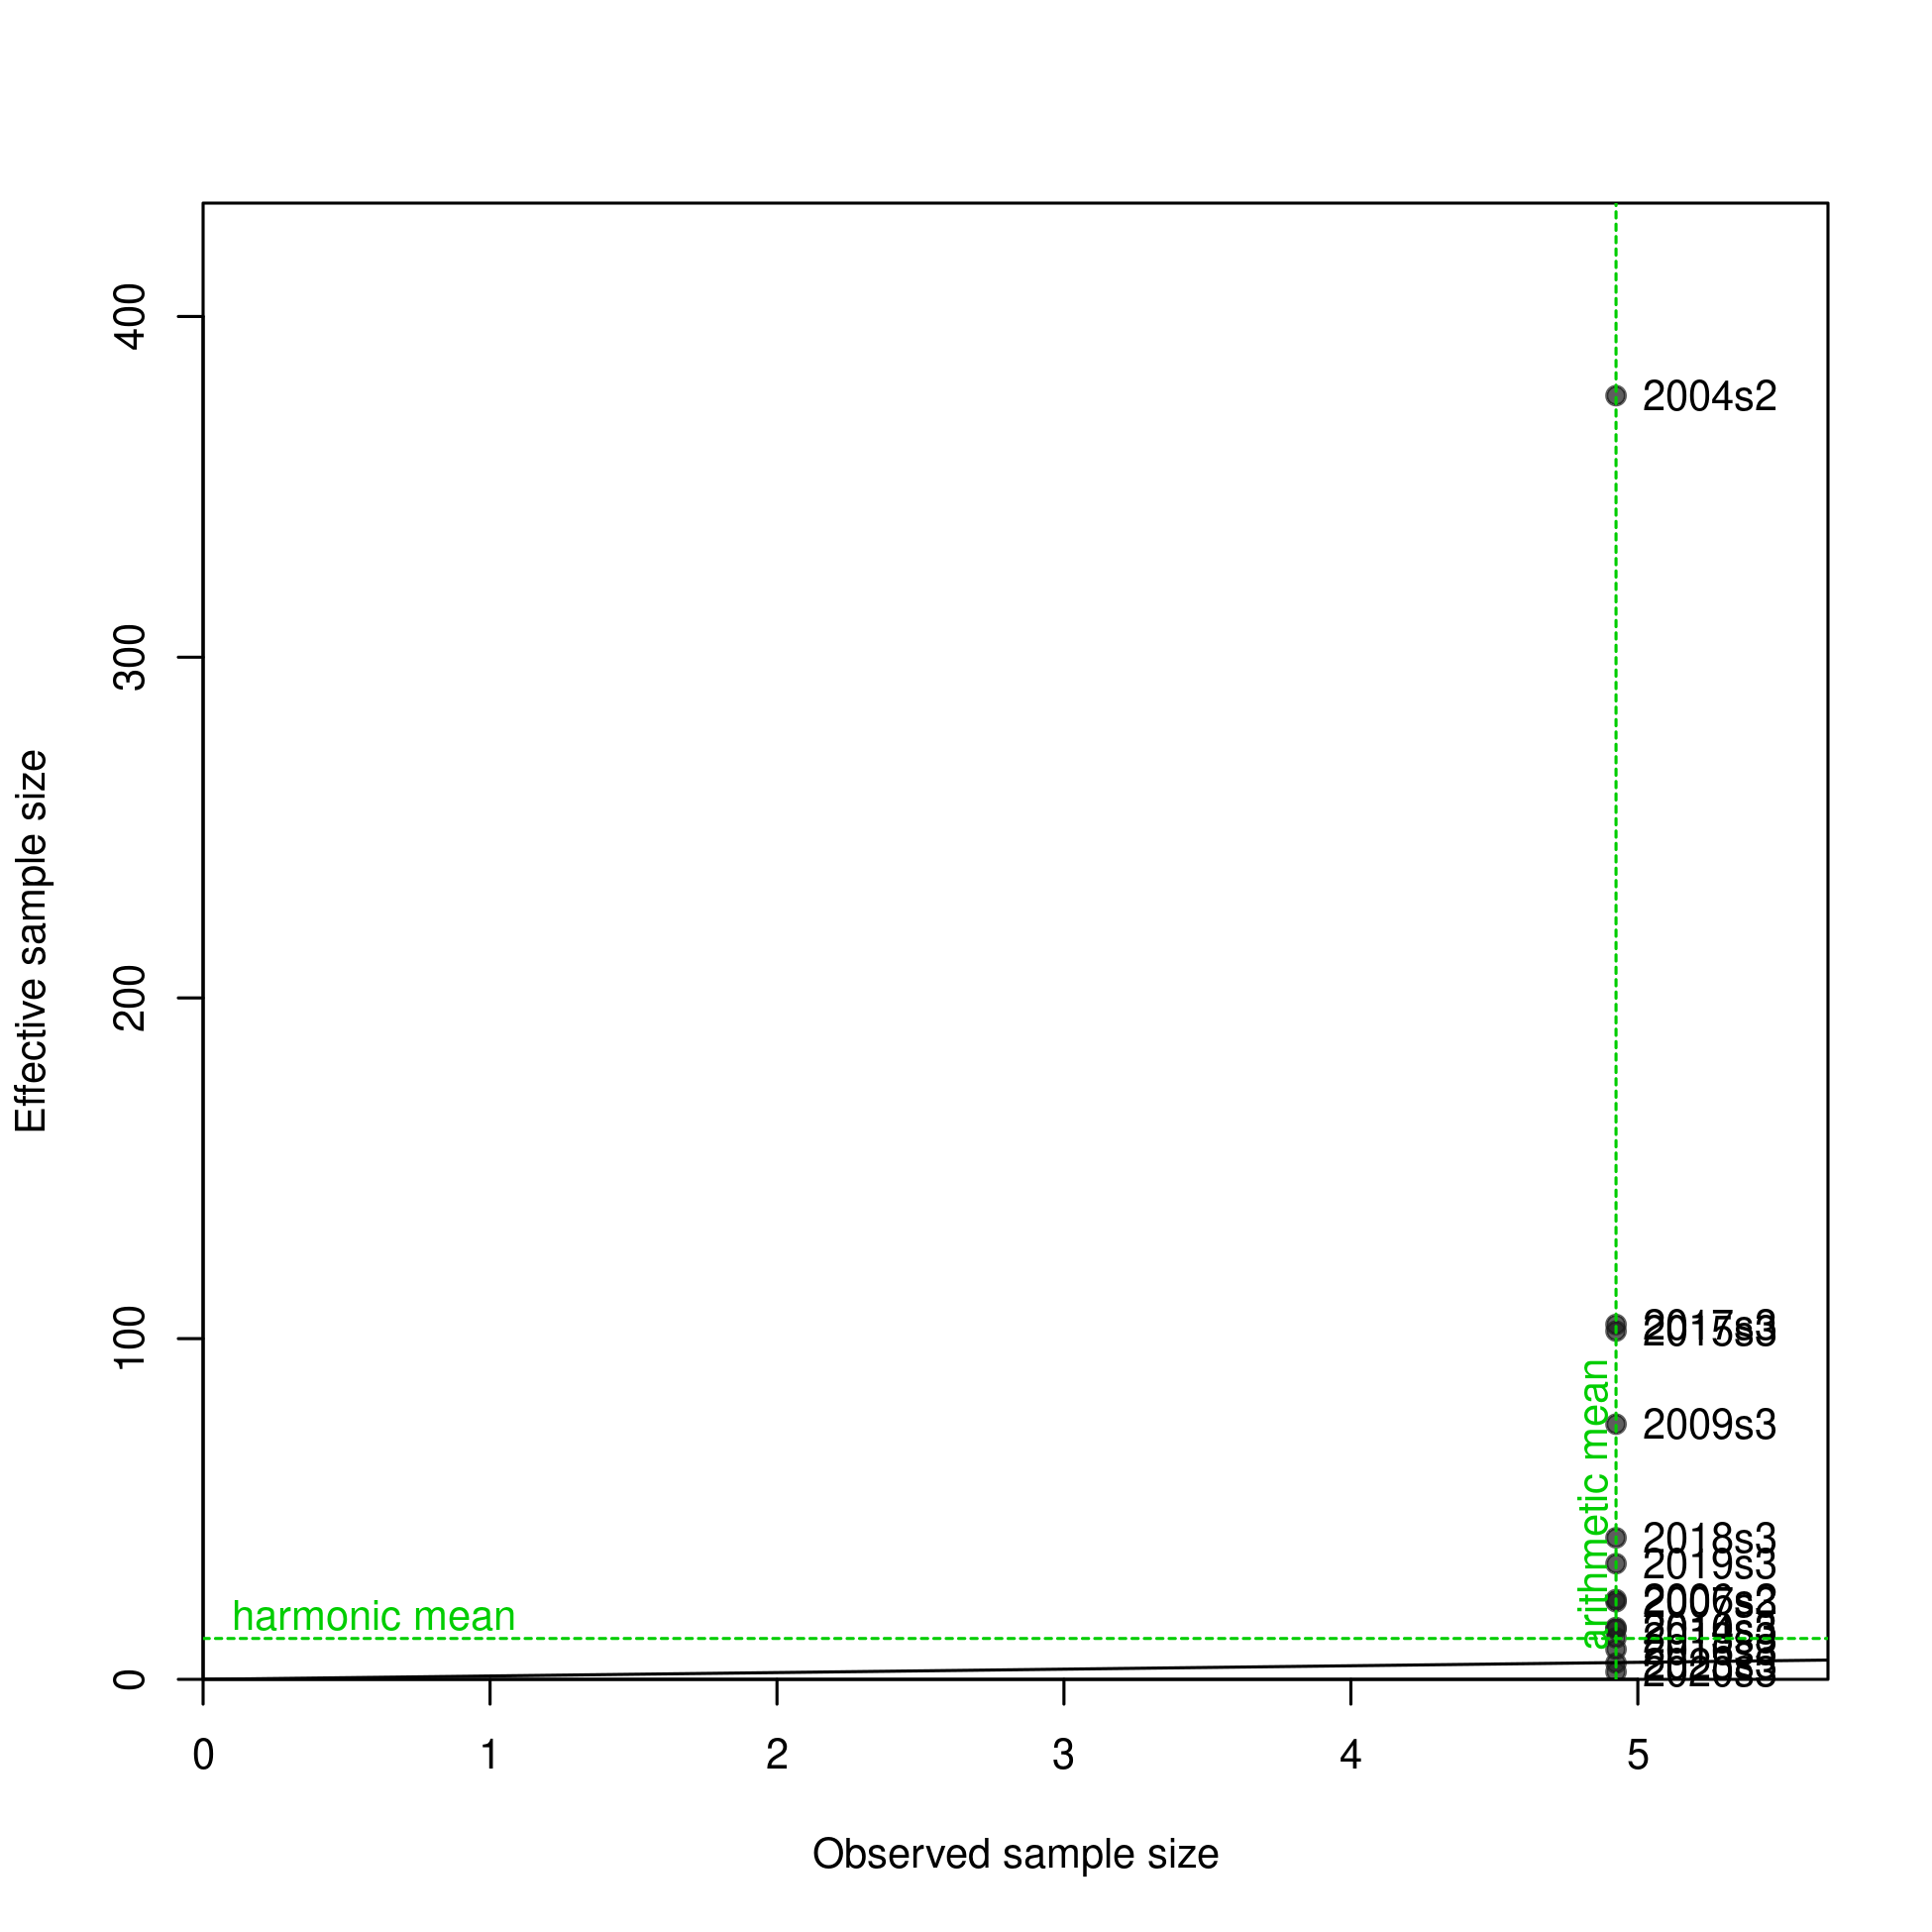 Effective sample size
400
300
200
100
0
2004s2
2017s3
2015s3
2009s3
2018s3
2019s3
arithmetic mean
harmonic mean
0 1 2 3 4 5
Observed sample size